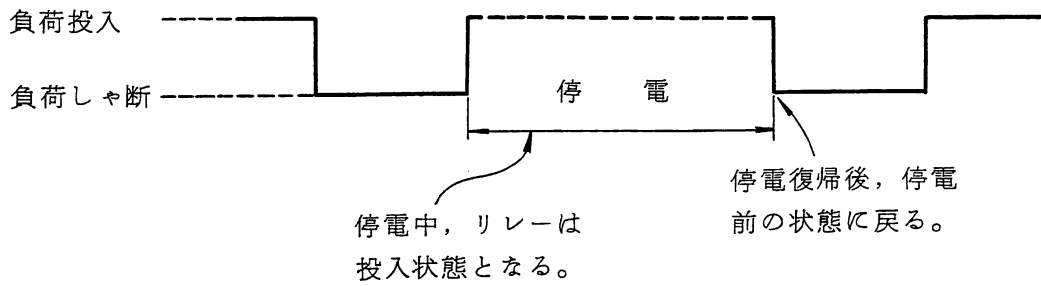 負荷投入
負荷しゃ断
停電
停電中，リレーは
投入状態となる。
停電復帰後，停電
前の状態に戻る。